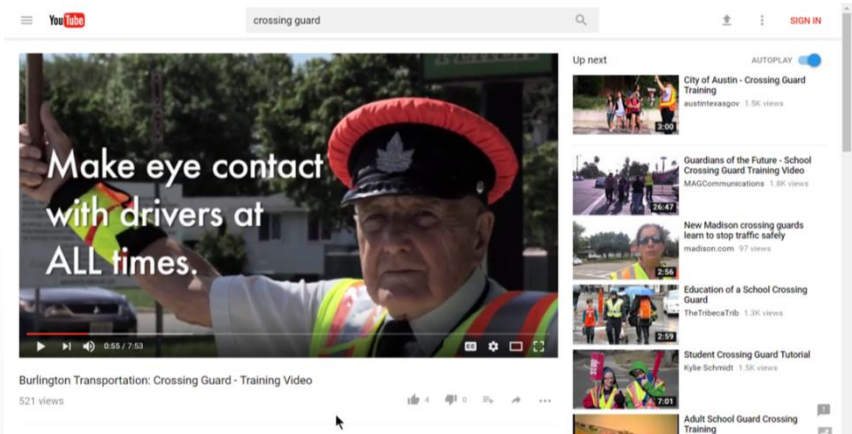 YouTube
crossing guard
SIGN IN
Make eye contact
with drivers at
ALL times.
0:55 / 7:53
CC
Burlington Transportation: Crossing Guard - Training Video
521 views
4
0
Up next
AUTOPLAY
City of Austin - Crossing Guard
Training
austintexasgov 1.5K views
3:00
Guardians of the Future - School
Crossing Guard Training Video
MAGCommunications 1.8K views
26:47
New Madison crossing guards
learn to stop traffic safely
madison.com 97 views
2:56
Education of a School Crossing
Guard
TheTribecaTrib 1.3K views
2:59
Student Crossing Guard Tutorial
Kylie Schmidt 1.5K views
7:01
Adult School Guard Crossing
Training